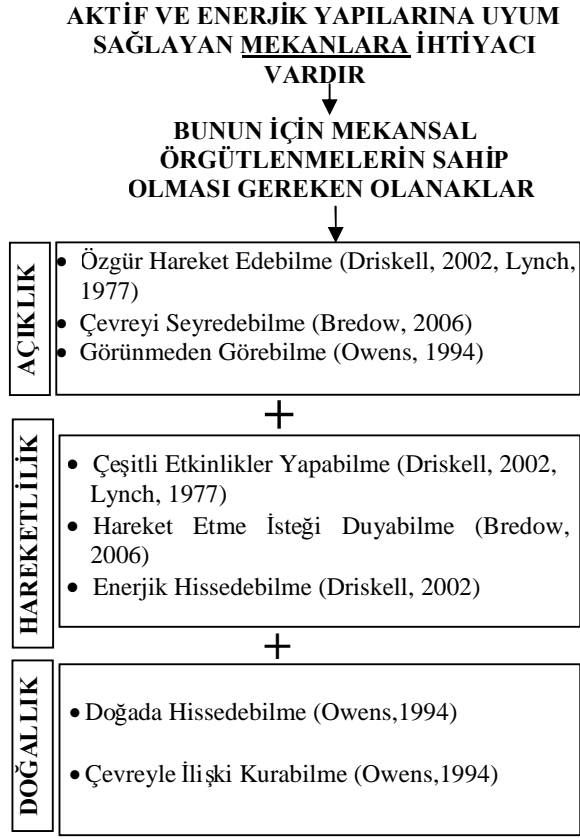 AKTİF VE ENERJİK YAPILARINA UYUM
SAĞLAYAN MEKANLARA İHTİYACI
VARDIR
BUNUN İÇİN MEKANSAL
ÖRGÜTLENMELERİN SAHİP
OLMASI GEREKEN OLANAKLAR
AÇIKLIK
• Özgür Hareket Edebilme (Driskell, 2002, Lynch,
1977)
• Çevreyi Seyredebilme (Bredow, 2006)
• Görünmeden Görebilme (Owens, 1994)
+
HAREKETLİLİK
• Çeşitli Etkinlikler Yapabilme (Driskell, 2002,
Lynch, 1977)
• Hareket Etme İsteği Duyabilme (Bredow,
2006)
• Enerjik Hissedebilme (Driskell, 2002)
+
DOĞALLIK
• Doğada Hissedebilme (Owens,1994)
• Çevreyle İlişki Kurabilme (Owens,1994)